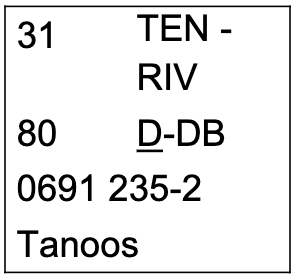 31 TEN -
RIV
80 D-DB
0691 235-2
Tanoos